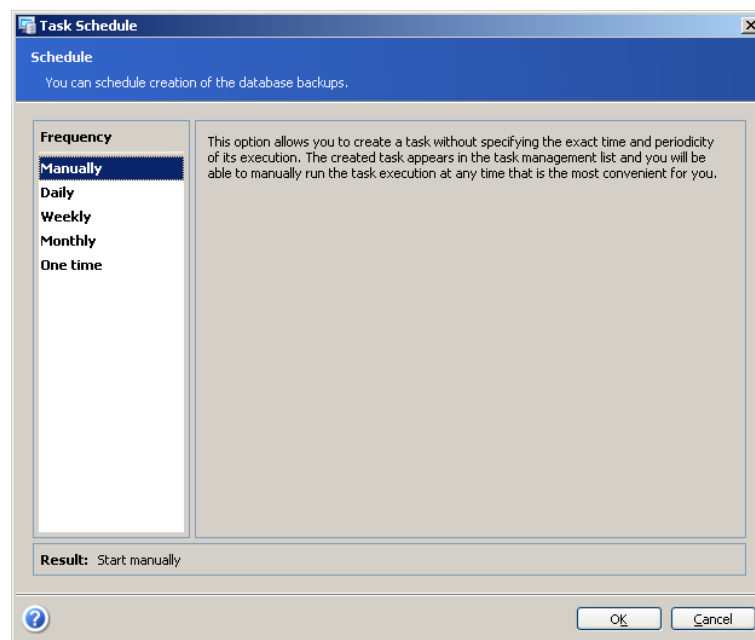 Task Schedule
Schedule
You can schedule creation of the database backups.
Frequency
Manually
Daily
Weekly
Monthly
One time
This option allows you to create a task without specifying the exact time and periodicity
of its execution. The created task appears in the task management list and you will be
able to manually run the task execution at any time that is the most convenient for you.
Result: Start manually
OK
Cancel